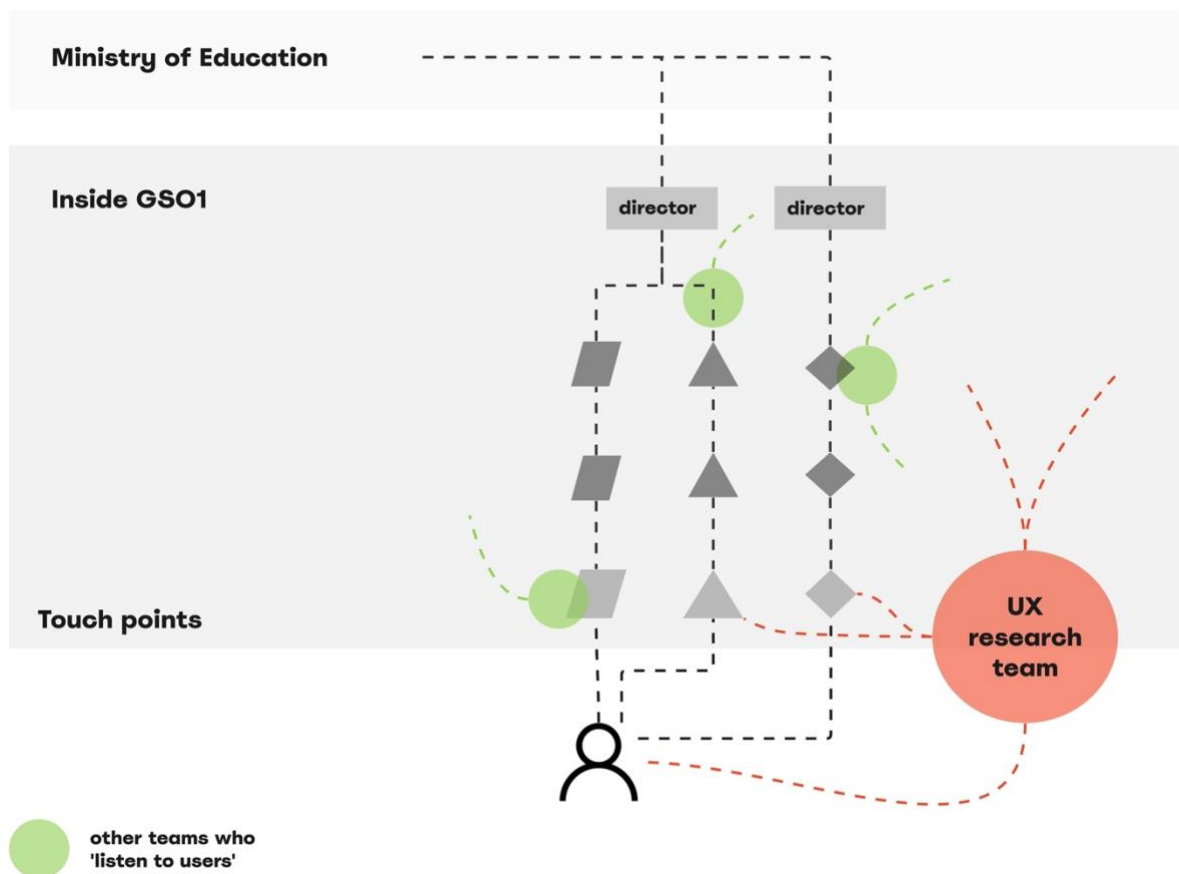 Ministry of Education
Inside GSO1
director
director
Touch points
UX
research
team
other teams who
'listen to users'